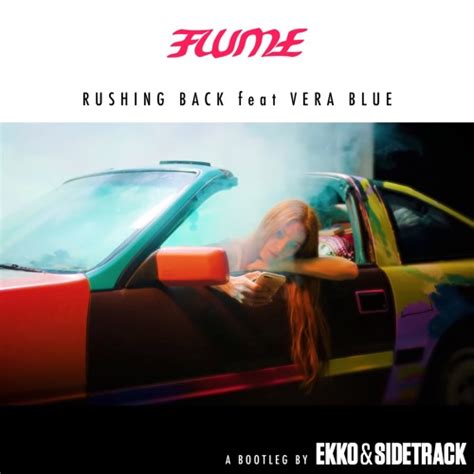 FLUME
RUSHING BACK feat VERA BLUE
A BOOTLEG BY EKKO & SIDETRACK